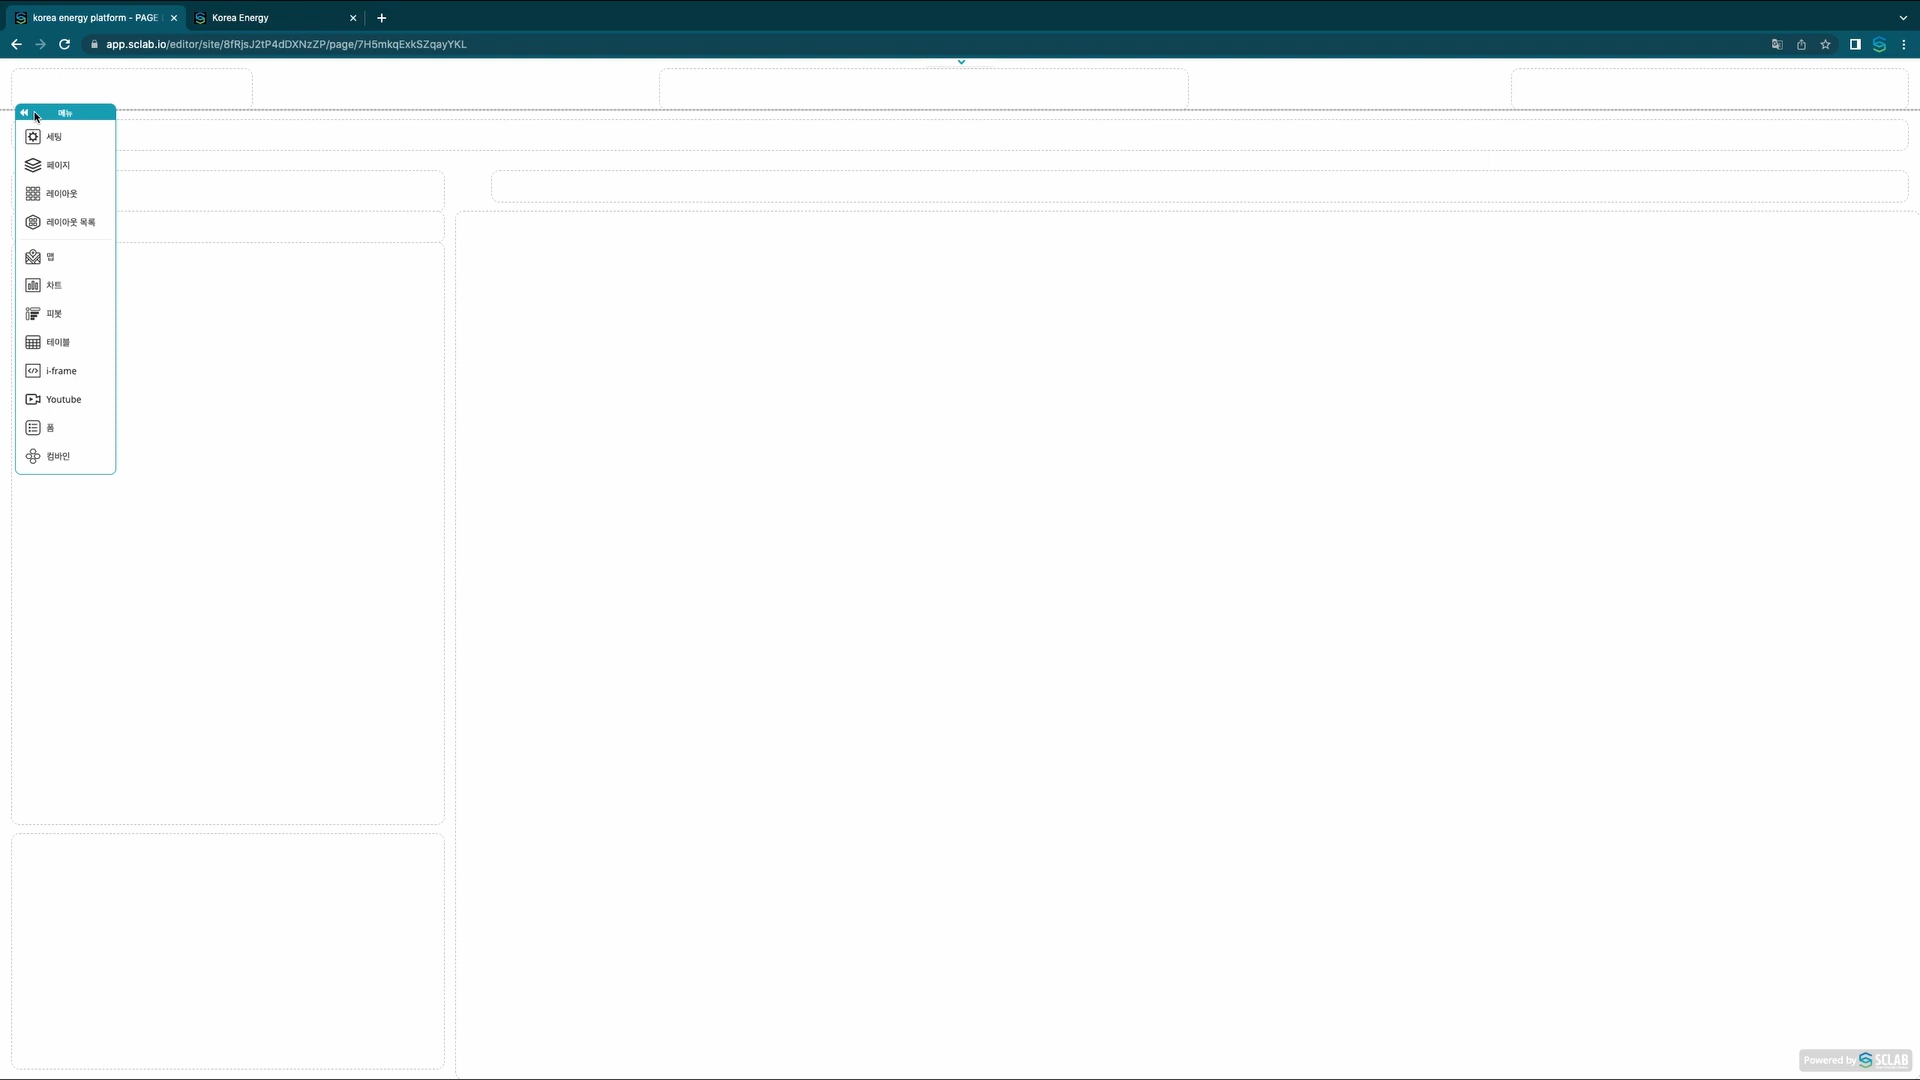 korea energy platform - PAGE
Korea Energy
app.sclab.io/editor/site/8fRjsJ2tP4dDXNzZP/page/7H5mkqExkSZqayYKL
메뉴
세팅
페이지
레이아웃
레이아웃 목록
맵
차트
피봇
테이블
i-frame
Youtube
폼
컴바인
Powered by SCLAB